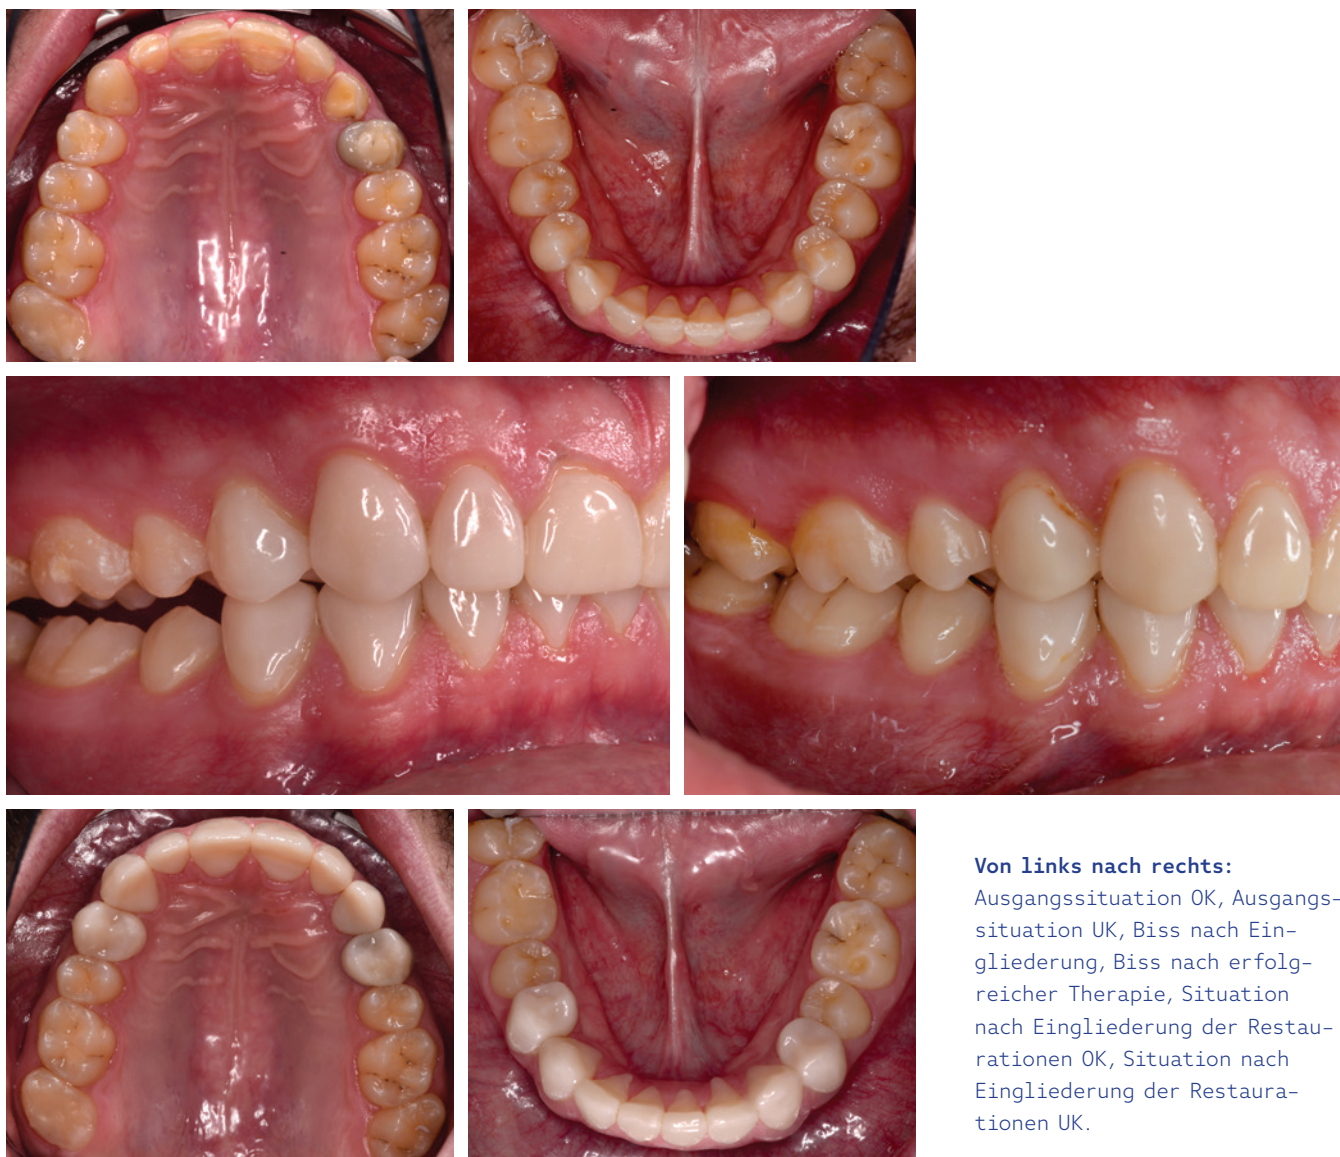 Von links nach rechts:
Ausgangssituation OK, Ausgangs-
situation UK, Biss nach Ein-
gliederung, Biss nach erfolg-
reicher Therapie, Situation
nach Eingliederung der Restau-
rationen OK, Situation nach
Eingliederung der Restaura-
tionen UK.